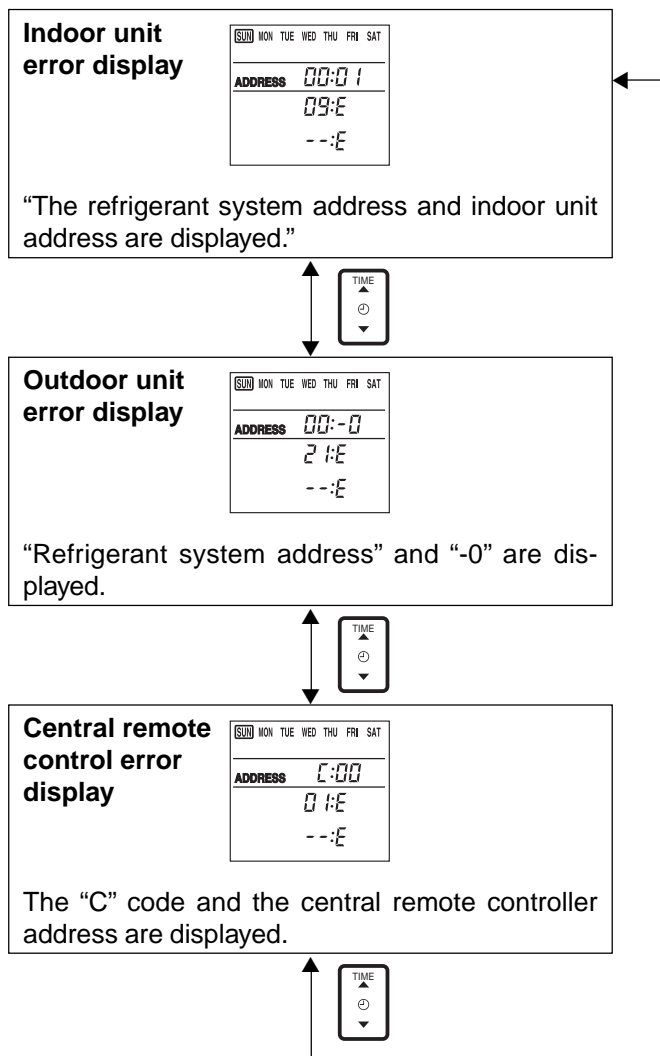 Indoor unit
error display
SUN MON TUE WED THU FRI SAT
ADDRESS 00:01
09:E
--:E
“The refrigerant system address and indoor unit
address are displayed.”
TIME
Outdoor unit
error display
SUN MON TUE WED THU FRI SAT
ADDRESS 00:-0
21:E
--:E
“Refrigerant system address” and “-0” are dis-
played.
TIME
Central remote
control error
display
SUN MON TUE WED THU FRI SAT
ADDRESS C:00
01:E
--:E
The “C” code and the central remote controller
address are displayed.
TIME